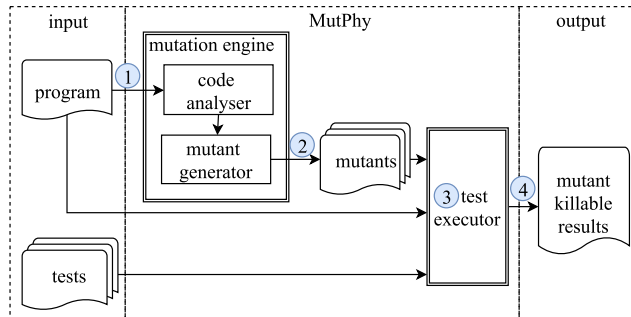 input
MutPhy
output
mutation engine
program
1
code
analyser
mutant
generator
2
mutants
3 test
executor
4
mutant
killable
results
tests